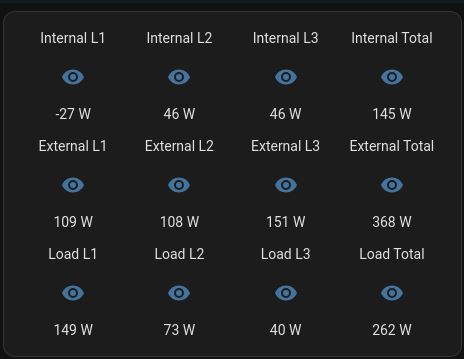 Internal L1 Internal L2 Internal L3 Internal Total
-27 W 46 W 46 W 145 W
External L1 External L2 External L3 External Total
109 W 108 W 151 W 368 W
Load L1 Load L2 Load L3 Load Total
149 W 73 W 40 W 262 W